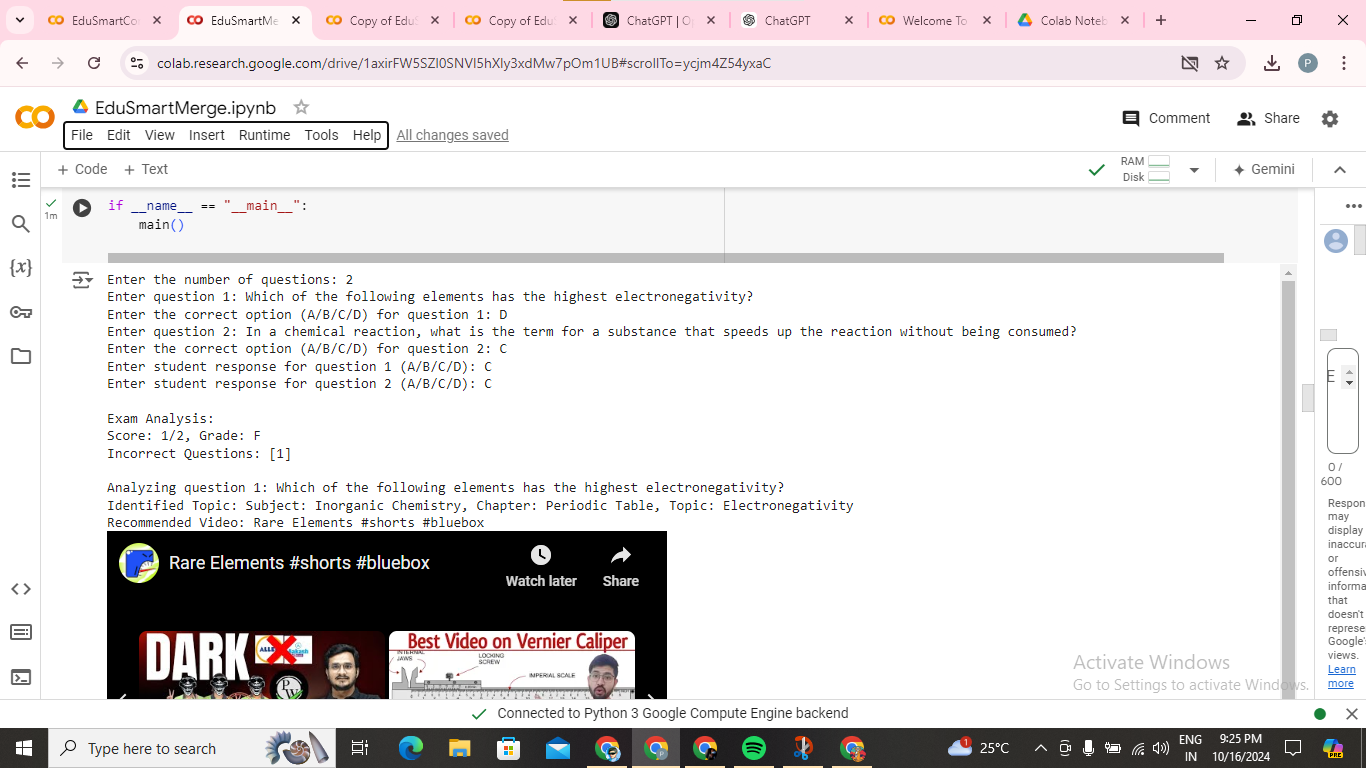 EduSmartCo
EduSmartMe
Copy of Edu
Copy of Edu
ChatGPT | O
ChatGPT
Welcome To
Colab Noteb
colab.research.google.com/drive/1axirFW5SZI0SNVI5hXIy3xdMw7pOm1UB#scrollTo=ycjm4Z54yxaC
P
EduSmartMerge.ipynb
File Edit View Insert Runtime Tools Help All changes saved
Comment
Share
+ Code + Text
RAM
Disk
Gemini
1m
if __name__ == "__main__":
main()
Enter the number of questions: 2
Enter question 1: Which of the following elements has the highest electronegativity?
Enter the correct option (A/B/C/D) for question 1: D
Enter question 2: In a chemical reaction, what is the term for a substance that speeds up the reaction without being consumed?
Enter the correct option (A/B/C/D) for question 2: C
Enter student response for question 1 (A/B/C/D): C
Enter student response for question 2 (A/B/C/D): C
Exam Analysis:
Score: 1/2, Grade: F
Incorrect Questions: [1]
Analyzing question 1: Which of the following elements has the highest electronegativity?
Identified Topic: Subject: Inorganic Chemistry, Chapter: Periodic Table, Topic: Electronegativity
Recommended Video: Rare Elements #shorts #bluebox
Rare Elements #shorts #bluebox
Watch later
Share
DARK
Best Video on Vernier Caliper
INTERNAL
JAWS
LOCKING
SCREW
IMPERIAL SCALE
E
0 /
600
Respon
may
display
inaccura
or
offensiv
informa
that
doesn't
represe
Google'
views.
Learn
more
Activate Windows
Go to Settings to activate Windows.
Connected to Python 3 Google Compute Engine backend
Type here to search
25°C
ENG
IN
9:25 PM
10/16/2024